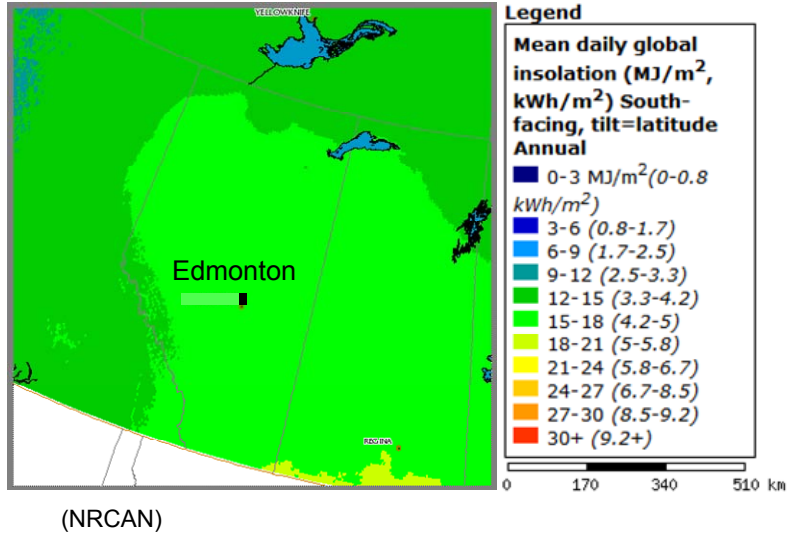 YELLOWKNIFE
Edmonton
REGINA
(NRCAN)
Legend
Mean daily global
insolation (MJ/m²,
kWh/m²) South-
facing, tilt=latitude
Annual
0-3 MJ/m²(0-0.8
kWh/m²)
3-6 (0.8-1.7)
6-9 (1.7-2.5)
9-12 (2.5-3.3)
12-15 (3.3-4.2)
15-18 (4.2-5)
18-21 (5-5.8)
21-24 (5.8-6.7)
24-27 (6.7-8.5)
27-30 (8.5-9.2)
30+ (9.2+)
0 170 340 510 km